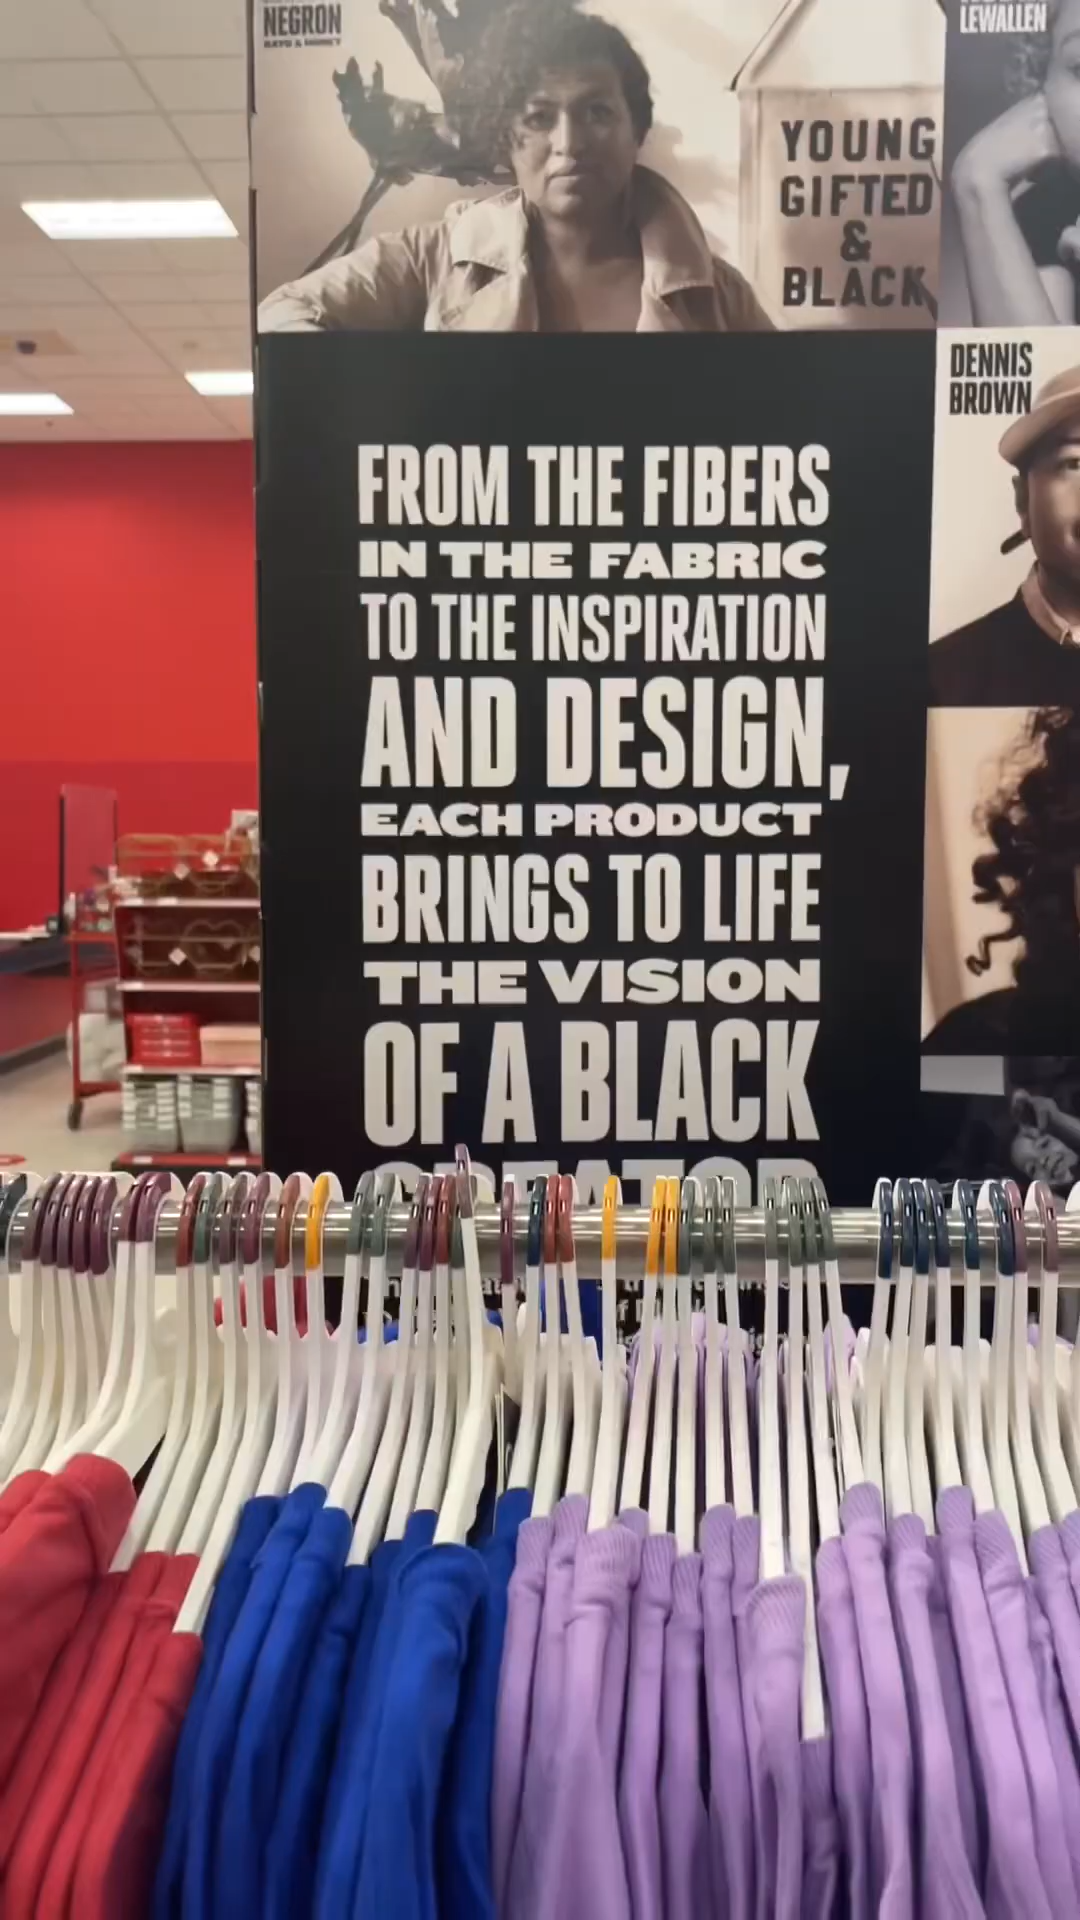 NEGRON
LEWALLEN
YOUNG
GIFTED
&
BLACK
DENNIS
BROWN
FROM THE FIBERS
IN THE FABRIC
TO THE INSPIRATION
AND DESIGN,
EACH PRODUCT
BRINGS TO LIFE
THE VISION
OF A BLACK
CREATOR